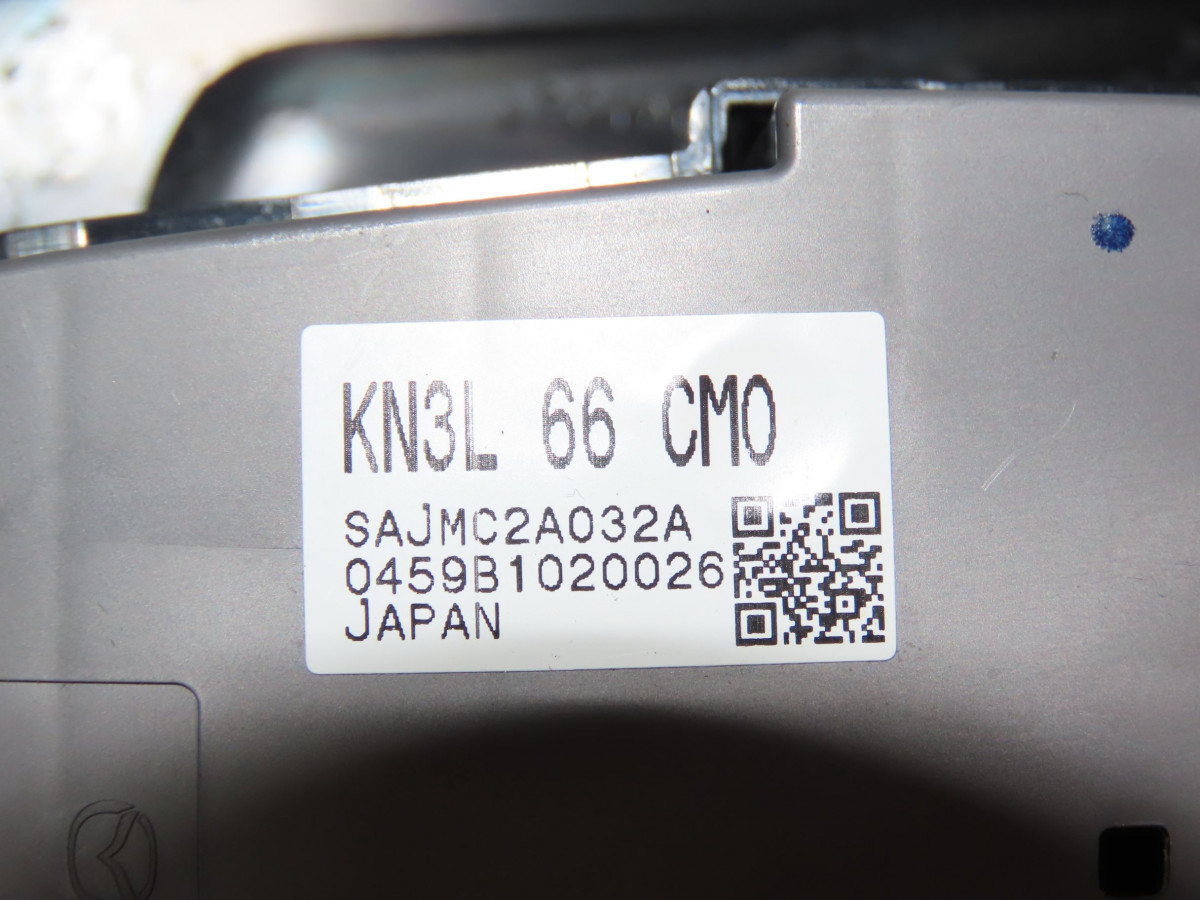 KN3L 66 CM0
SAJMC2A032A
0459B1020026
JAPAN